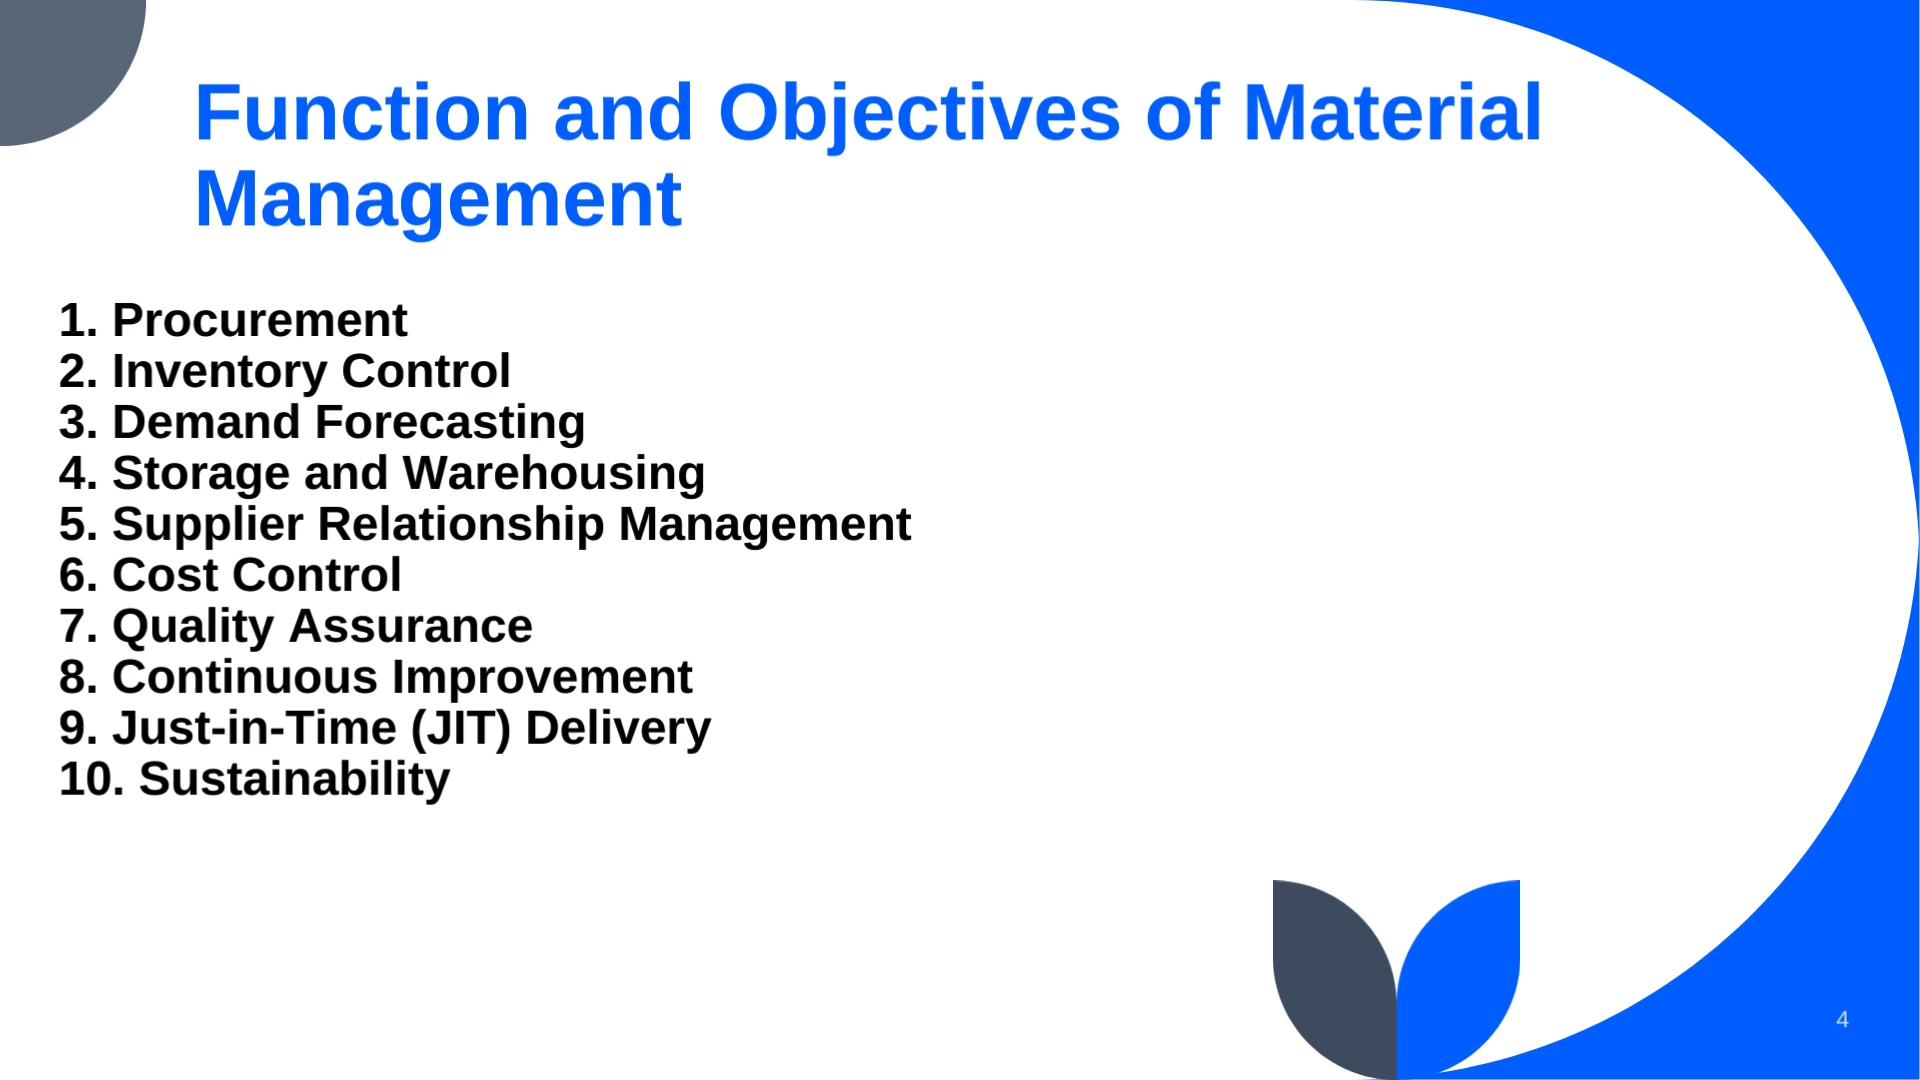 Function and Objectives of Material
Management
1. Procurement
2. Inventory Control
3. Demand Forecasting
4. Storage and Warehousing
5. Supplier Relationship Management
6. Cost Control
7. Quality Assurance
8. Continuous Improvement
9. Just-in-Time (JIT) Delivery
10. Sustainability
4